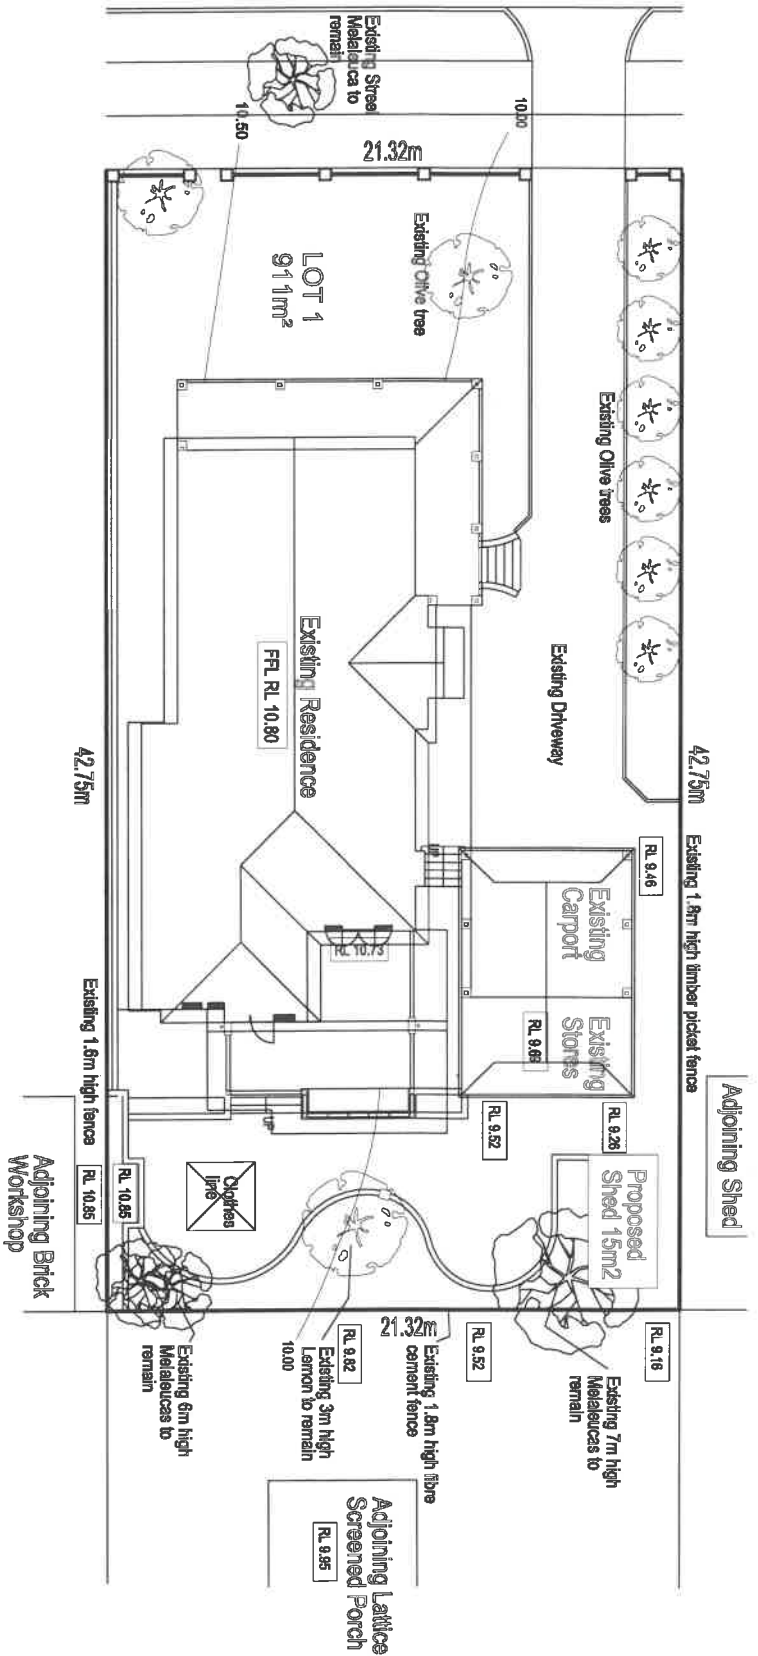 Existing Street
Melaleuca to
remain
10.50
10.00
21.32m
LOT 1
911m²
Existing Olive tree
Existing Olive trees
Existing Residence
FFL RL 10.80
Existing Driveway
42.75m
42.75m
Existing 1.8m high timber picket fence
RL 9.46
Existing
Carport
Existing
Stores
RL 9.69
UP
RL 10.73
UP
Existing 1.6m high fence
RL 9.52
RL 9.26
Adjoining Shed
Proposed
Shed 15m2
Clothes
line
RL 10.85
RL 10.85
Adjoining Brick
Workshop
Existing 6m high
Melaleucas to
remain
10.00
Existing 3m high
Lemon to remain
RL 9.82
21.32m
Existing 1.8m high fibre
cement fence
RL 9.52
Existing 7m high
Melaleucas to
remain
RL 9.18
Adjoining Lattice
Screened Porch
RL 9.95